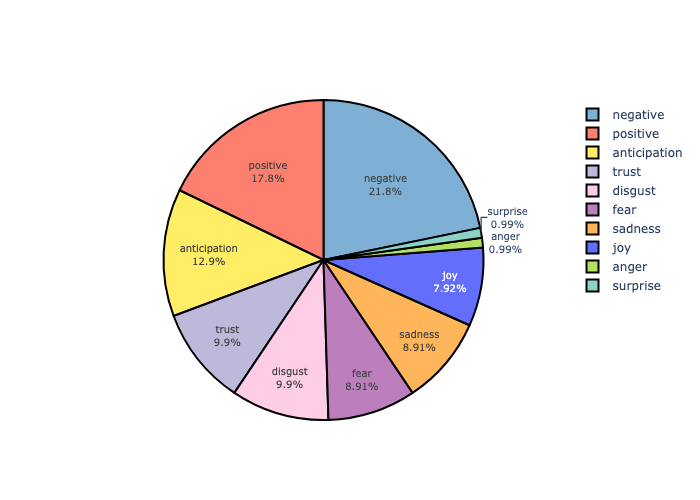 positive
17.8%
negative
21.8%
surprise
0.99%
anger
0.99%
anticipation
12.9%
joy
7.92%
trust
9.9%
sadness
8.91%
disgust
9.9%
fear
8.91%
negative
positive
anticipation
trust
disgust
fear
sadness
joy
anger
surprise